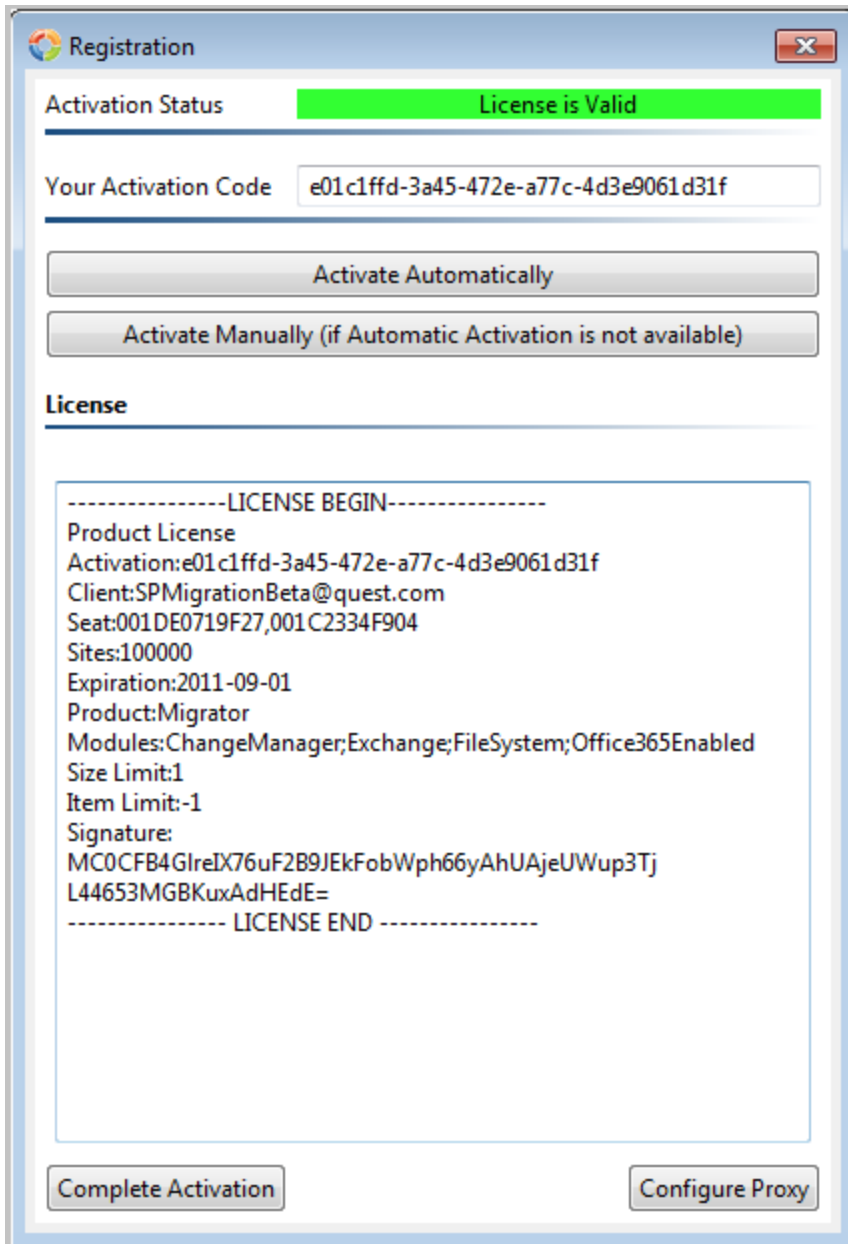 Registration
Activation Status
License is Valid
Your Activation Code
e01c1ffd-3a45-472e-a77c-4d3e9061d31f
Activate Automatically
Activate Manually (if Automatic Activation is not available)
License
----------------LICENSE BEGIN----------------
Product License
Activation:e01c1ffd-3a45-472e-a77c-4d3e9061d31f
Client:SPMigrationBeta@quest.com
Seat:001DE0719F27,001C2334F904
Sites:100000
Expiration:2011-09-01
Product:Migrator
Modules:ChangeManager;Exchange;FileSystem;Office365Enabled
Size Limit:1
Item Limit:-1
Signature:
MC0CFB4GlreIX76uF2B9JEkFobWph66yAhUAjeUWup3Tj
L44653MGBKuxAdHEdE=
---------------- LICENSE END ----------------
Complete Activation
Configure Proxy